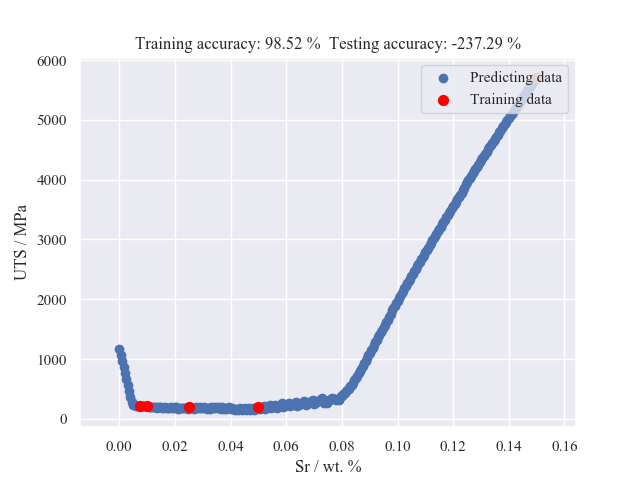 Training accuracy: 98.52 %  Testing accuracy: -237.29 %
Predicting data
Training data
6000
5000
4000
3000
2000
1000
0
UTS / MPa
0.00 0.02 0.04 0.06 0.08 0.10 0.12 0.14 0.16
Sr / wt. %